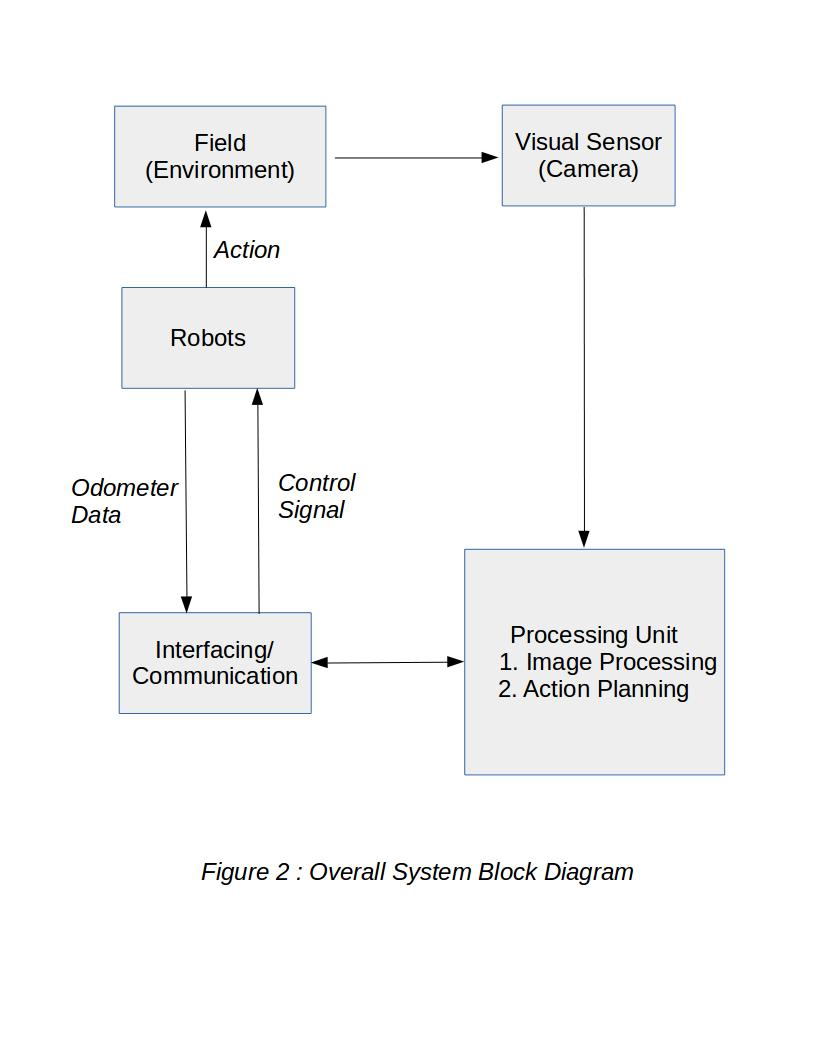 Field
(Environment)
Visual Sensor
(Camera)
Action
Robots
Odometer
Data
Control
Signal
Interfacing/
Communication
Processing Unit
1. Image Processing
2. Action Planning
Figure 2 : Overall System Block Diagram